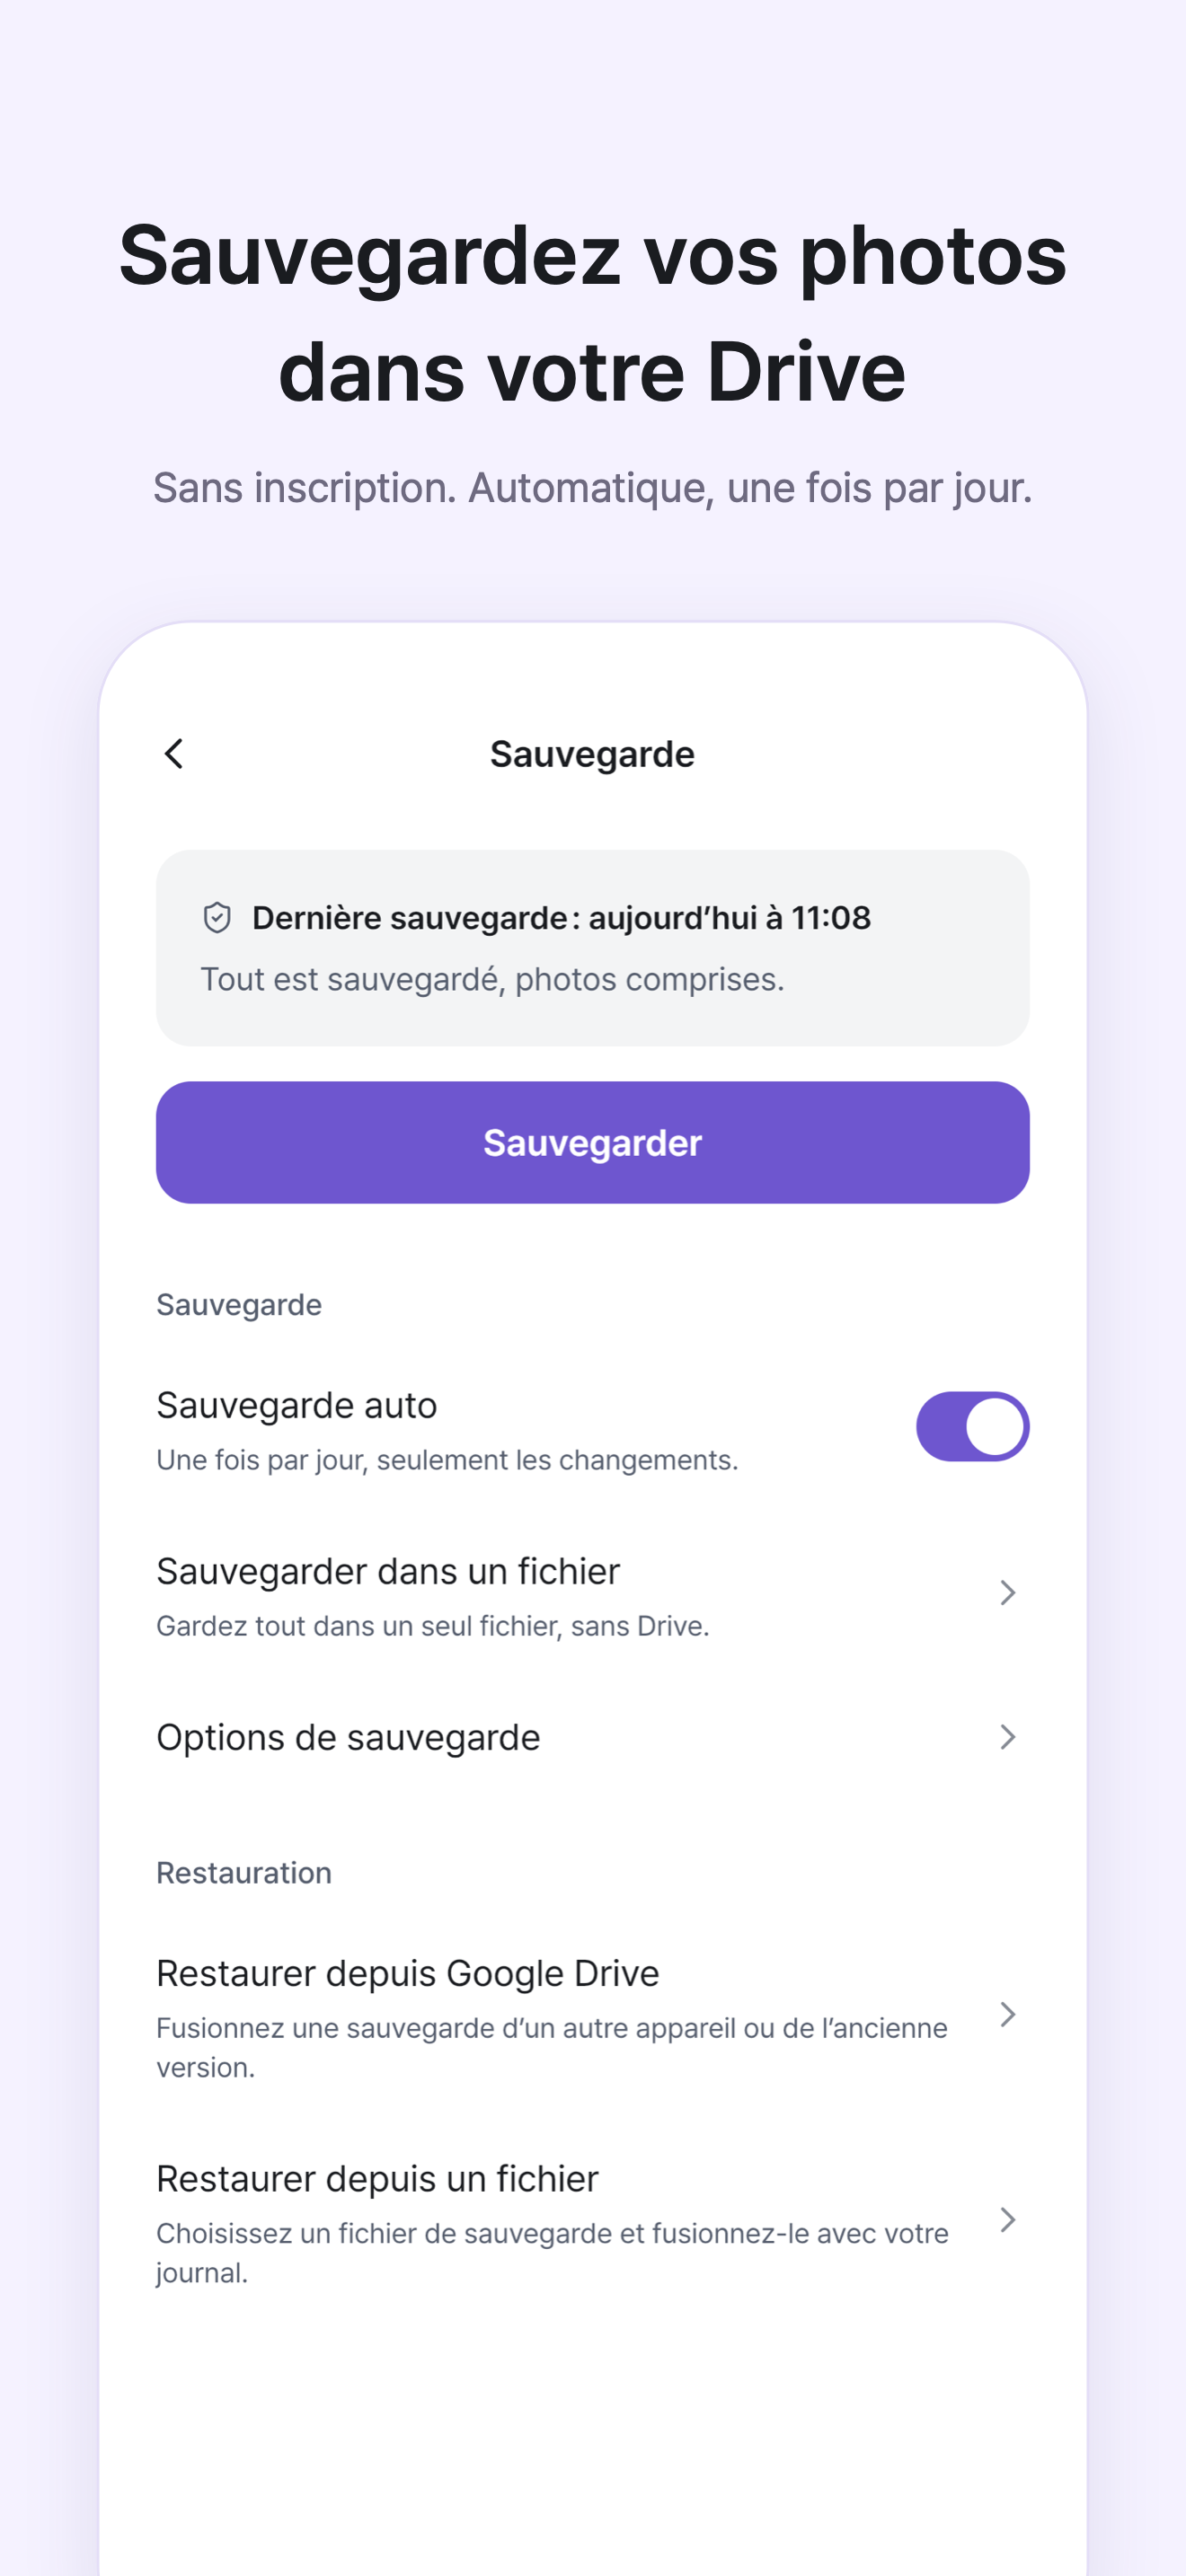 Sauvegardez vos photos
dans votre Drive
Sans inscription. Automatique, une fois par jour.
Sauvegarde
Dernière sauvegarde : aujourd’hui à 11:08
Tout est sauvegardé, photos comprises.
Sauvegarder
Sauvegarde
Sauvegarde auto
Une fois par jour, seulement les changements.
Sauvegarder dans un fichier
Gardez tout dans un seul fichier, sans Drive.
Options de sauvegarde
Restauration
Restaurer depuis Google Drive
Fusionnez une sauvegarde d’un autre appareil ou de l’ancienne
version.
Restaurer depuis un fichier
Choisissez un fichier de sauvegarde et fusionnez-le avec votre
journal.